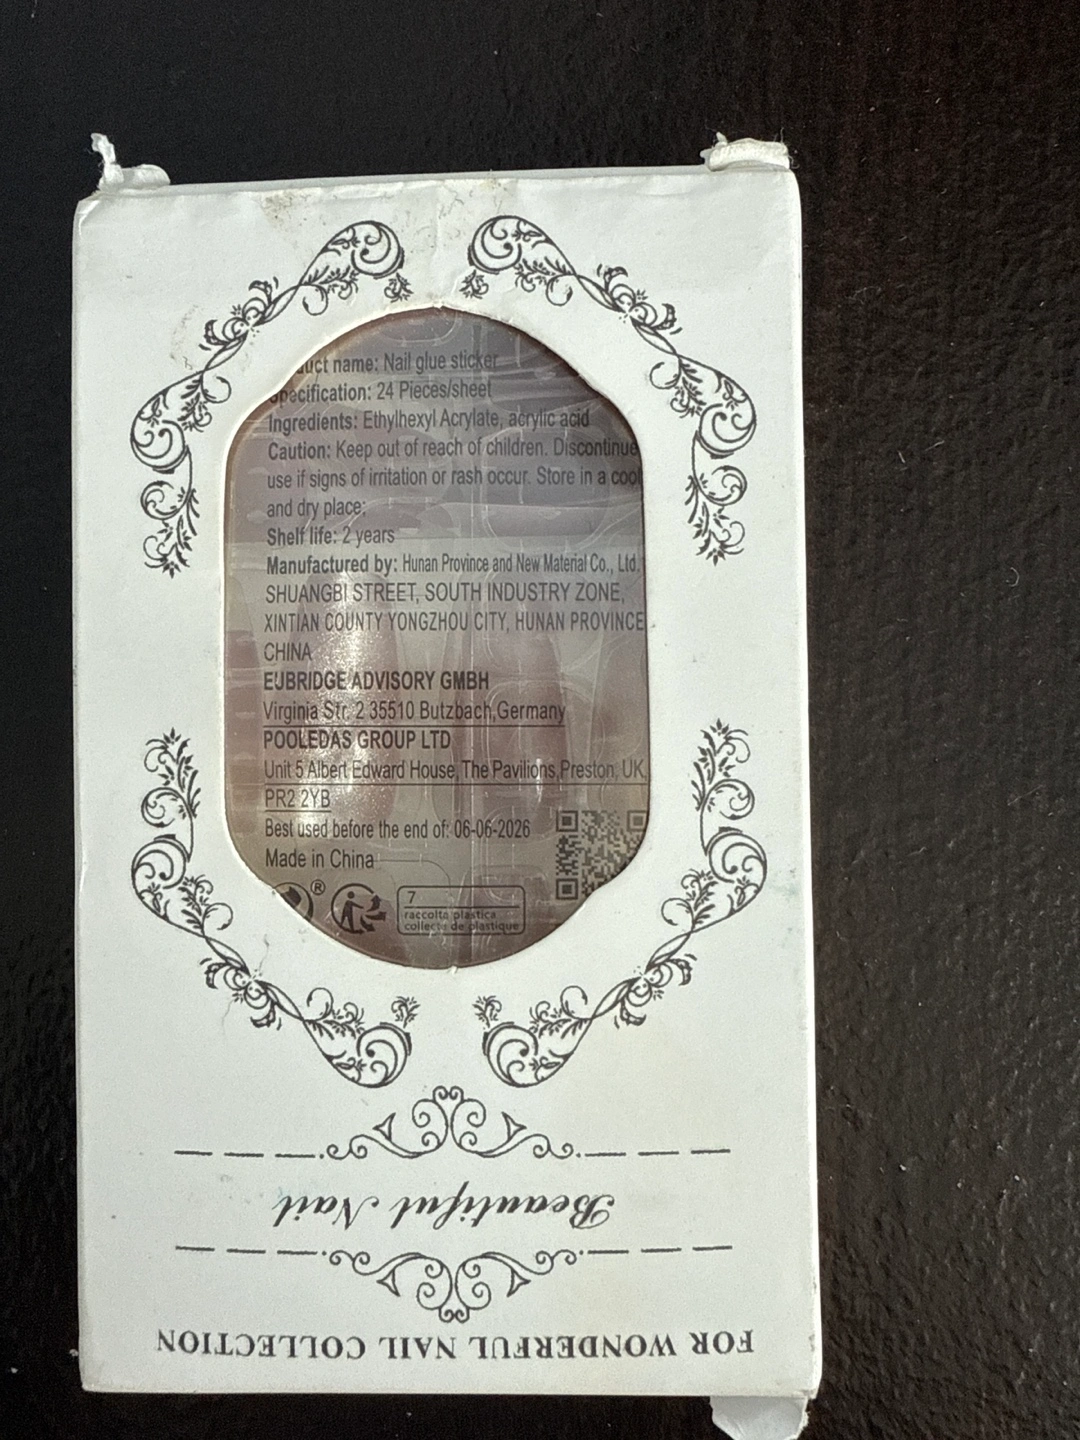 uct name: Nail glue sticker
Specification: 24 Pieces/sheet
Ingredients: Ethylhexyl Acrylate, acrylic acid
Caution: Keep out of reach of children. Discontinue
use if signs of irritation or rash occur. Store in a cool
and dry place;
Shelf life: 2 years
Manufactured by: Hunan Province and New Material Co., Ltd.
SHUANGBI STREET, SOUTH INDUSTRY ZONE,
XINTIAN COUNTY YONGZHOU CITY, HUNAN PROVINCE
CHINA
EUBRIDGE ADVISORY GMBH
Virginia Str. 2 35510 Butzbach,Germany
POOLEDAS GROUP LTD
Unit 5 Albert Edward House, The Pavilions,Preston, UK,
PR2 2YB
Best used before the end of: 06-06-2026
Made in China
®
7
raccolta plastica
collecte de plastique
Beautiful Nail
FOR WONDERFUL NAIL COLLECTION